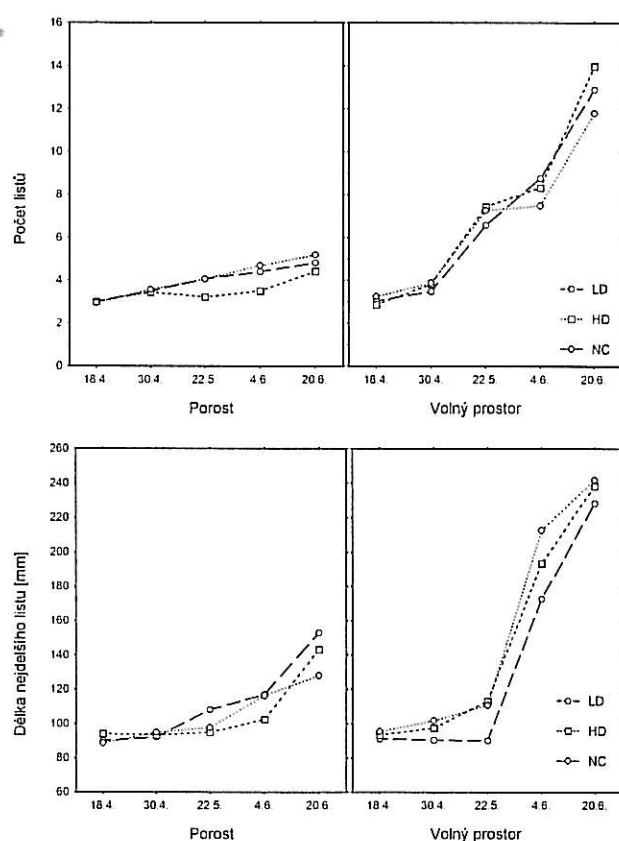 16
14
12
10
8
6
4
2
0
Počet listů
18.4. 30.4. 22.5. 4.6. 20.6.
Porost
18.4. 30.4. 22.5. 4.6. 20.6.
Volný prostor
LD
HD
NC
260
240
220
200
180
160
140
120
100
80
60
Délka nejdelšího listu [mm]
18.4. 30.4. 22.5. 4.6. 20.6.
Porost
18.4. 30.4. 22.5. 4.6. 20.6.
Volný prostor
LD
HD
NC